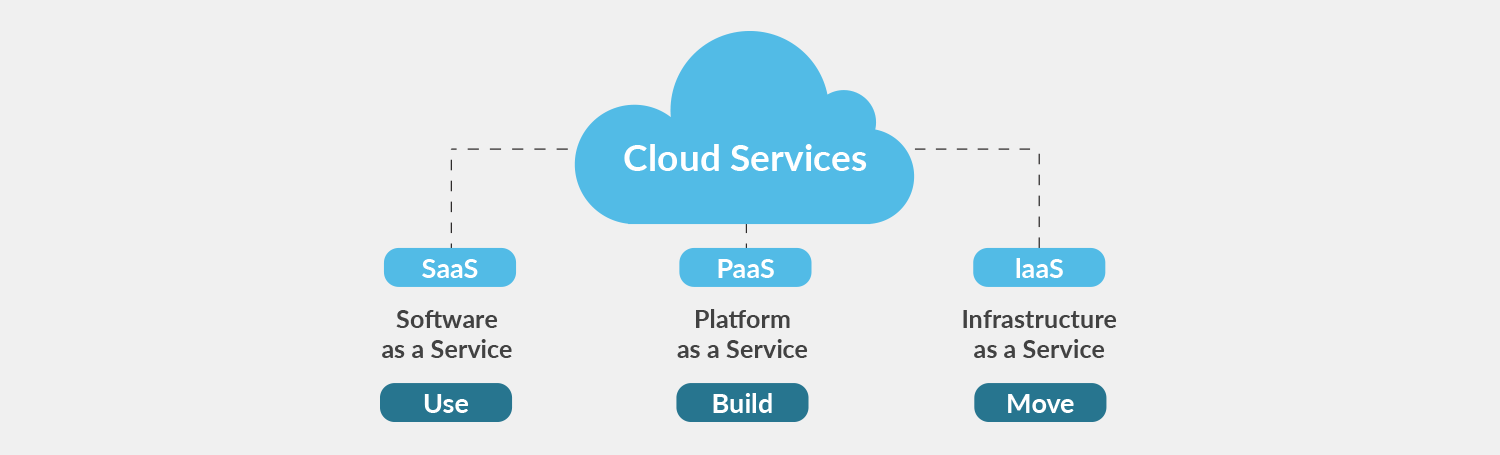 Cloud Services
SaaS
Software
as a Service
Use
PaaS
Platform
as a Service
Build
IaaS
Infrastructure
as a Service
Move